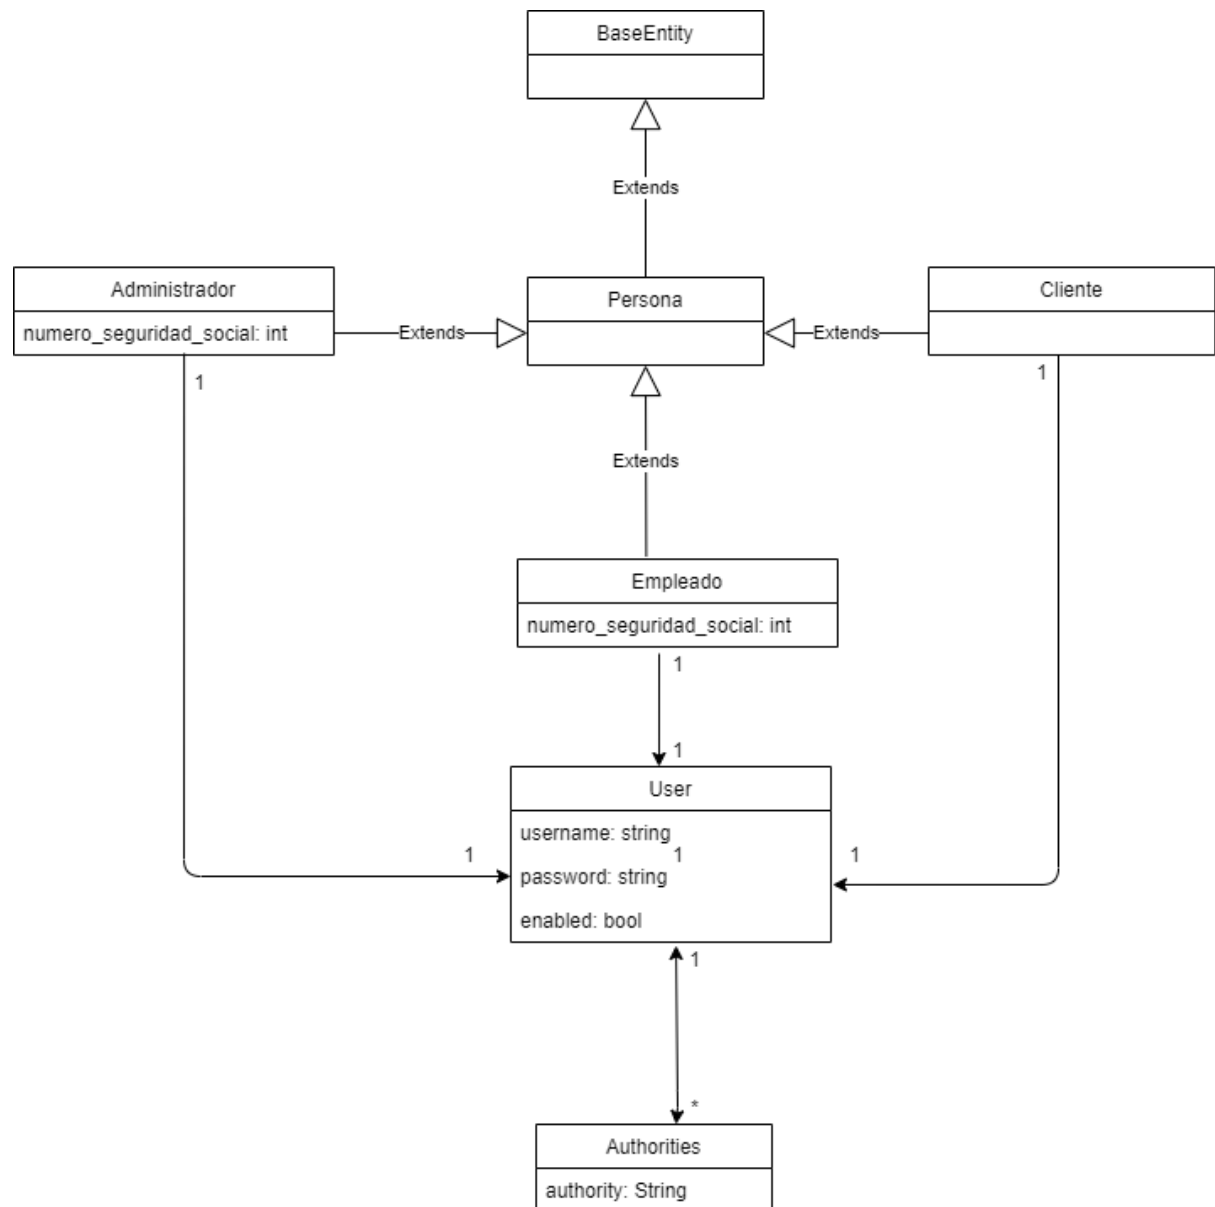 BaseEntity
Extends
Administrador
numero_seguridad_social: int
Extends
Persona
Extends
Cliente
1
1
Extends
Empleado
numero_seguridad_social: int
1
1
User
username: string
1
password: string
enabled: bool
1
1
1
*
Authorities
authority: String